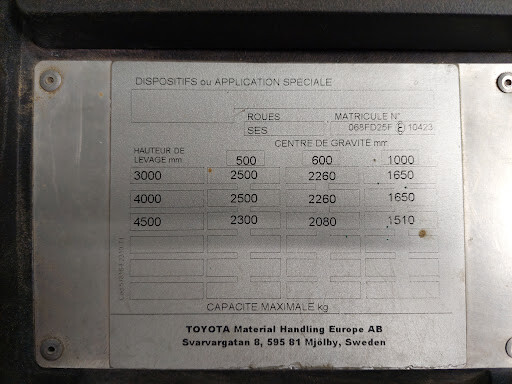 DISPOSITIFS ou APPLICATION SPECIALE
ROUES MATRICULE N°
SES 068FD25F Ⓔ 10423
CENTRE DE GRAVITE mm
HAUTEUR DE
LEVAGE mm 500 600 1000
3000 2500 2260 1650
4000 2500 2260 1650
4500 2300 2080 1510
CAPACITE MAXIMALE kg
TOYOTA Material Handling Europe AB
Svarvargatan 8, 595 81 Mjölby, Sweden